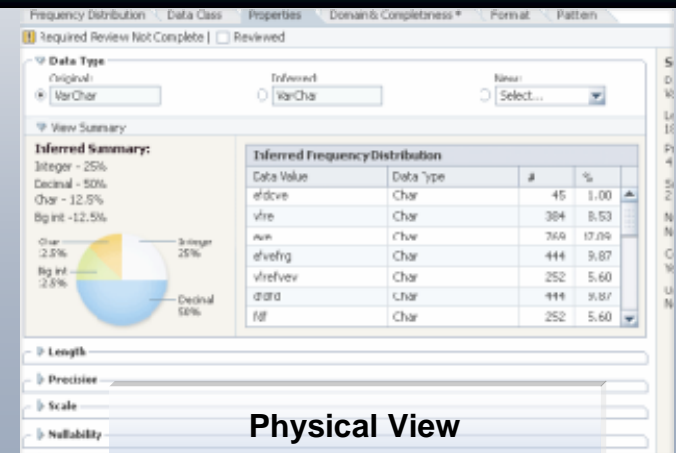 Frequency Distribution Data Class Properties Domain & Completeness * Format Pattern
Required Review Not Complete | Reviewed
Data Type
Original: Inferred New:
VarChar VarChar Select...
View Summary
Inferred Summary:
Integer - 25%
Decimal - 50%
Char - 12.5%
Big int -12.5%
Char
12.5%
Big int
12.5%
Integer
25%
Decimal
50%
Inferred Frequency Distribution
Data Value Data Type # %
Char 45 1.00
vfre Char 384 8.53
Char 769 17.09
efvefrg Char 444 9.87
vfrefvev Char 252 5.60
Char 444 9.87
fdf Char 252 5.60
Length
Precision
Scale
Nullability
Physical View